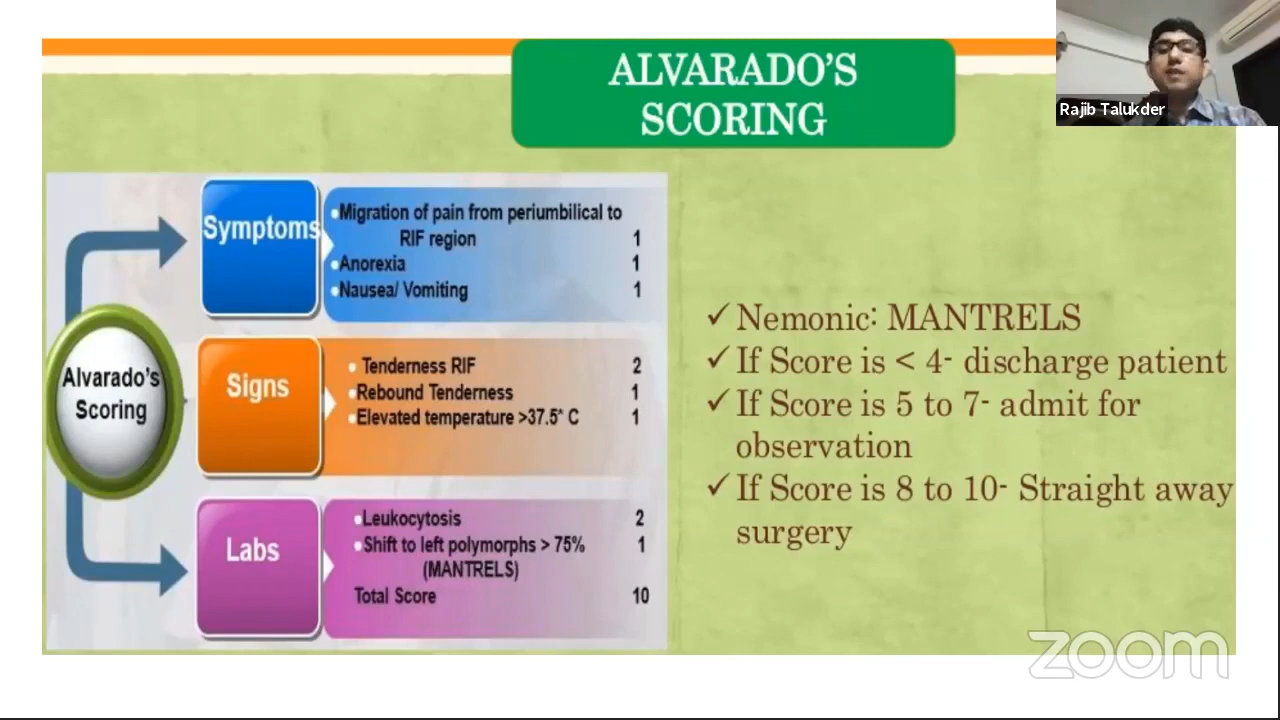 ALVARADO'S
SCORING
Rajib Talukder
Alvarado's
Scoring
Symptoms
•Migration of pain from periumbilical to
RIF region 1
•Anorexia 1
•Nausea/ Vomiting 1
Signs
• Tenderness RIF 2
•Rebound Tenderness 1
•Elevated temperature >37.5° C 1
Labs
•Leukocytosis 2
•Shift to left polymorphs > 75% 1
(MANTRELS)
Total Score 10
✓ Nemonic: MANTRELS
✓ If Score is < 4- discharge patient
✓ If Score is 5 to 7- admit for
observation
✓ If Score is 8 to 10- Straight away
surgery
zoom